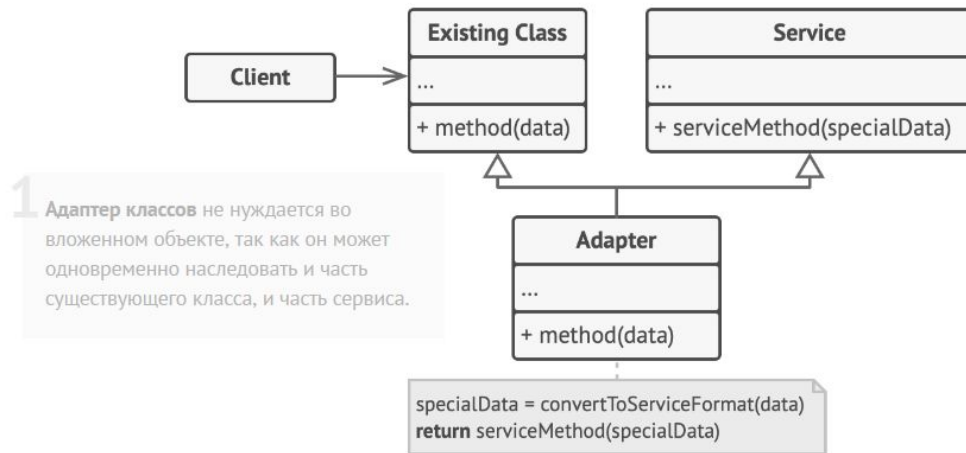 Existing Class
Service
Client
...
...
+ method(data)
+ serviceMethod(specialData)
1
Адаптер классов не нуждается во
вложенном объекте, так как он может
одновременно наследовать и часть
существующего класса, и часть сервиса.
Adapter
...
+ method(data)
specialData = convertToServiceFormat(data)
return serviceMethod(specialData)